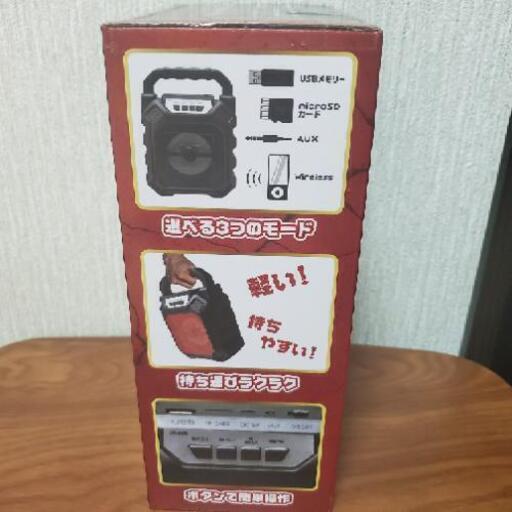 USBメモリー
microSD
カード
AUX
wireless
選べる3つのモード
軽い!
持ち
やすい!
持ち運びラクラク
ボタンで簡単操作